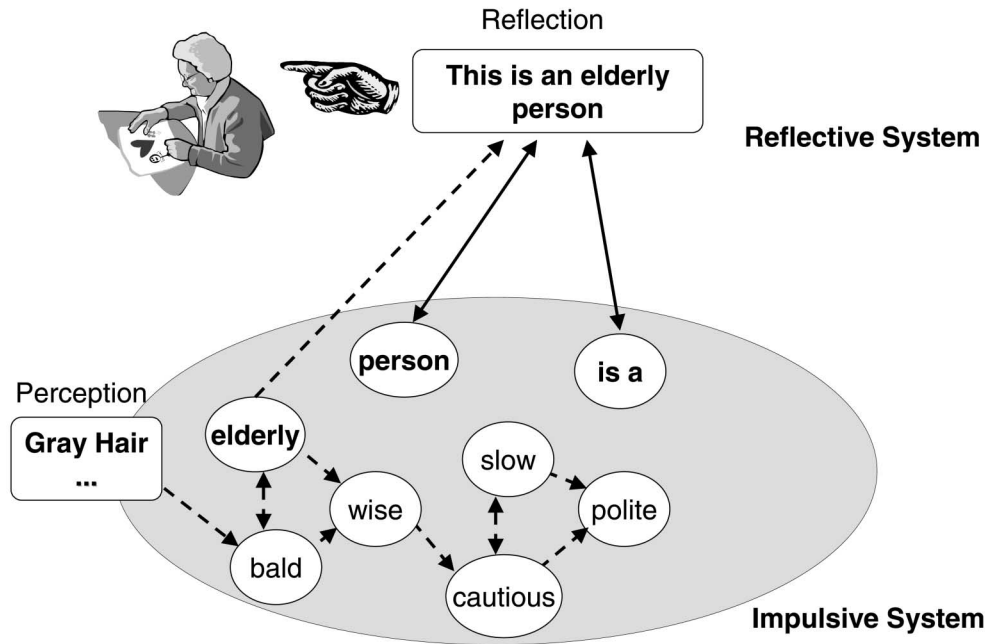 Reflection
This is an elderly
person
Reflective System
person
is a
Perception
Gray Hair
...
elderly
slow
wise
polite
bald
cautious
Impulsive System